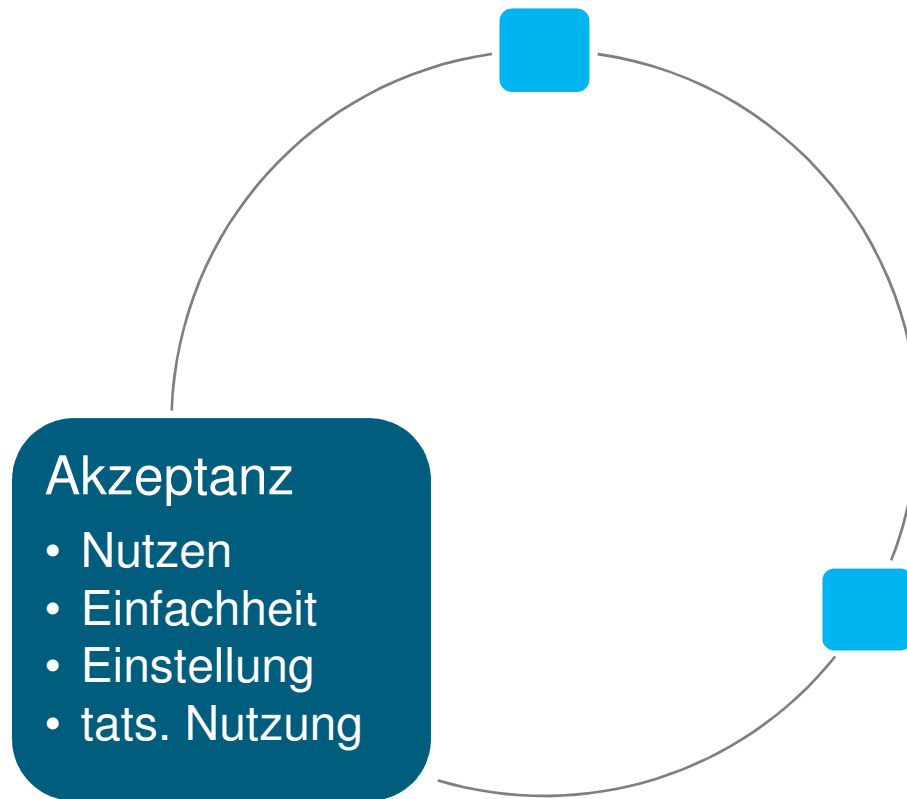 Akzeptanz
• Nutzen
• Einfachheit
• Einstellung
• tats. Nutzung